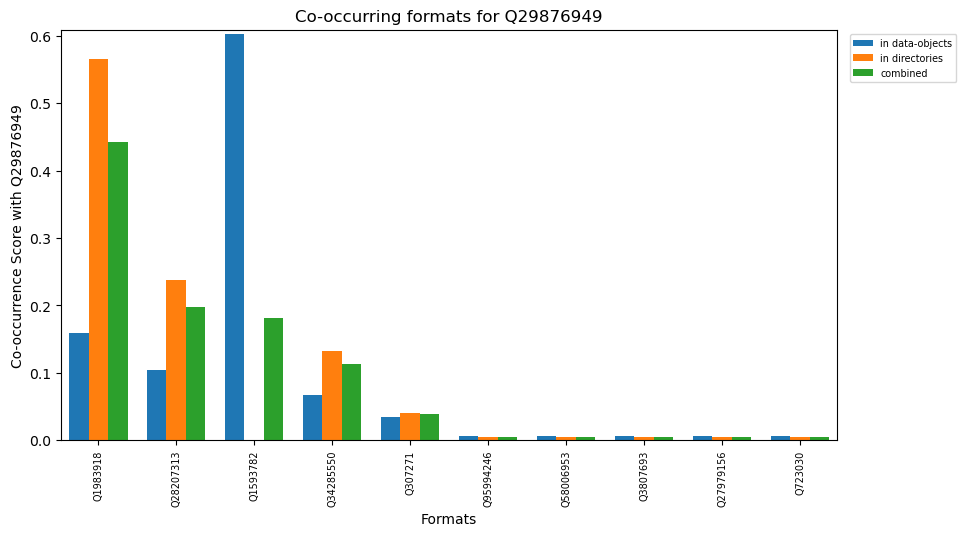 Co-occurring formats for Q29876949
Co-occurrence Score with Q29876949
0.6
0.5
0.4
0.3
0.2
0.1
0.0
in data-objects
in directories
combined
Q1983918
Q28207313
Q1593782
Q34285550
Q307271
Q95994246
Q58006953
Q3807693
Q27979156
Q723030
Formats